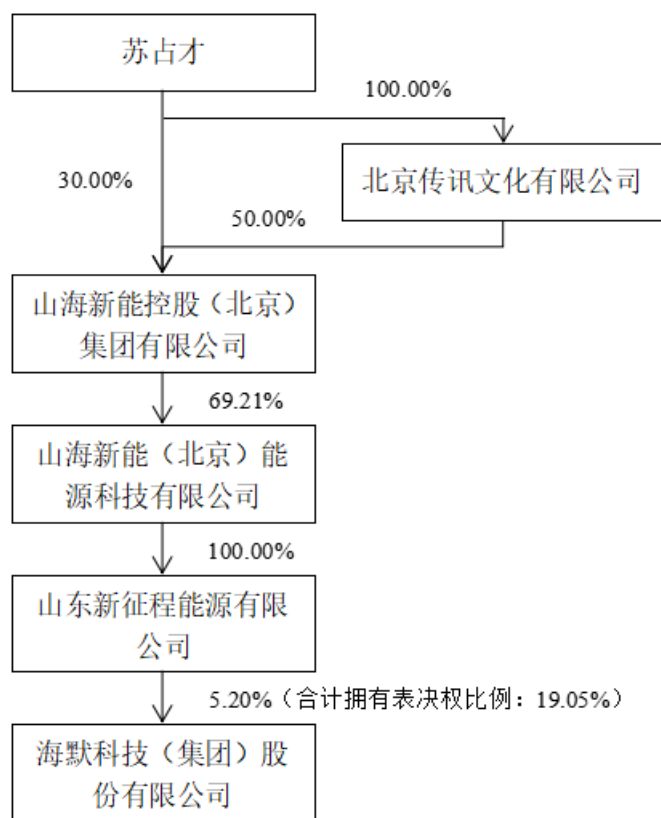 苏占才
100.00%
30.00%
北京传讯文化有限公司
50.00%
山海新能控股（北京）
集团有限公司
69.21%
山海新能（北京）能
源科技有限公司
100.00%
山东新征程能源有限
公司
5.20%（合计拥有表决权比例：19.05%）
海默科技（集团）股
份有限公司